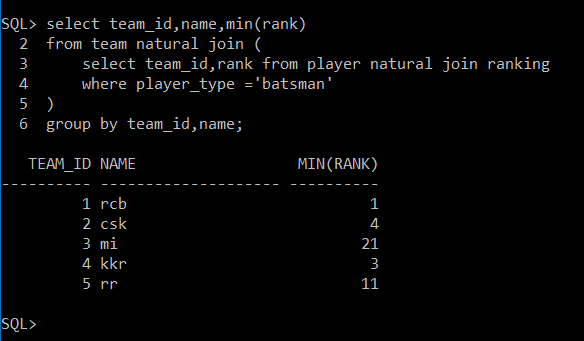 SQL> select team_id,name,min(rank)
  2  from team natural join (
  3      select team_id,rank from player natural join ranking
  4      where player_type ='batsman'
  5  )
  6  group by team_id,name;

   TEAM_ID NAME                 MIN(RANK)
---------- -------------------- ----------
         1 rcb                           1
         2 csk                           4
         3 mi                           21
         4 kkr                           3
         5 rr                           11

SQL>